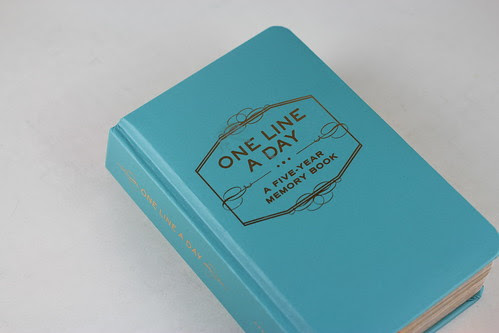 ONE LINE
A DAY
A FIVE-YEAR
MEMORY BOOK
ONE LINE A DAY